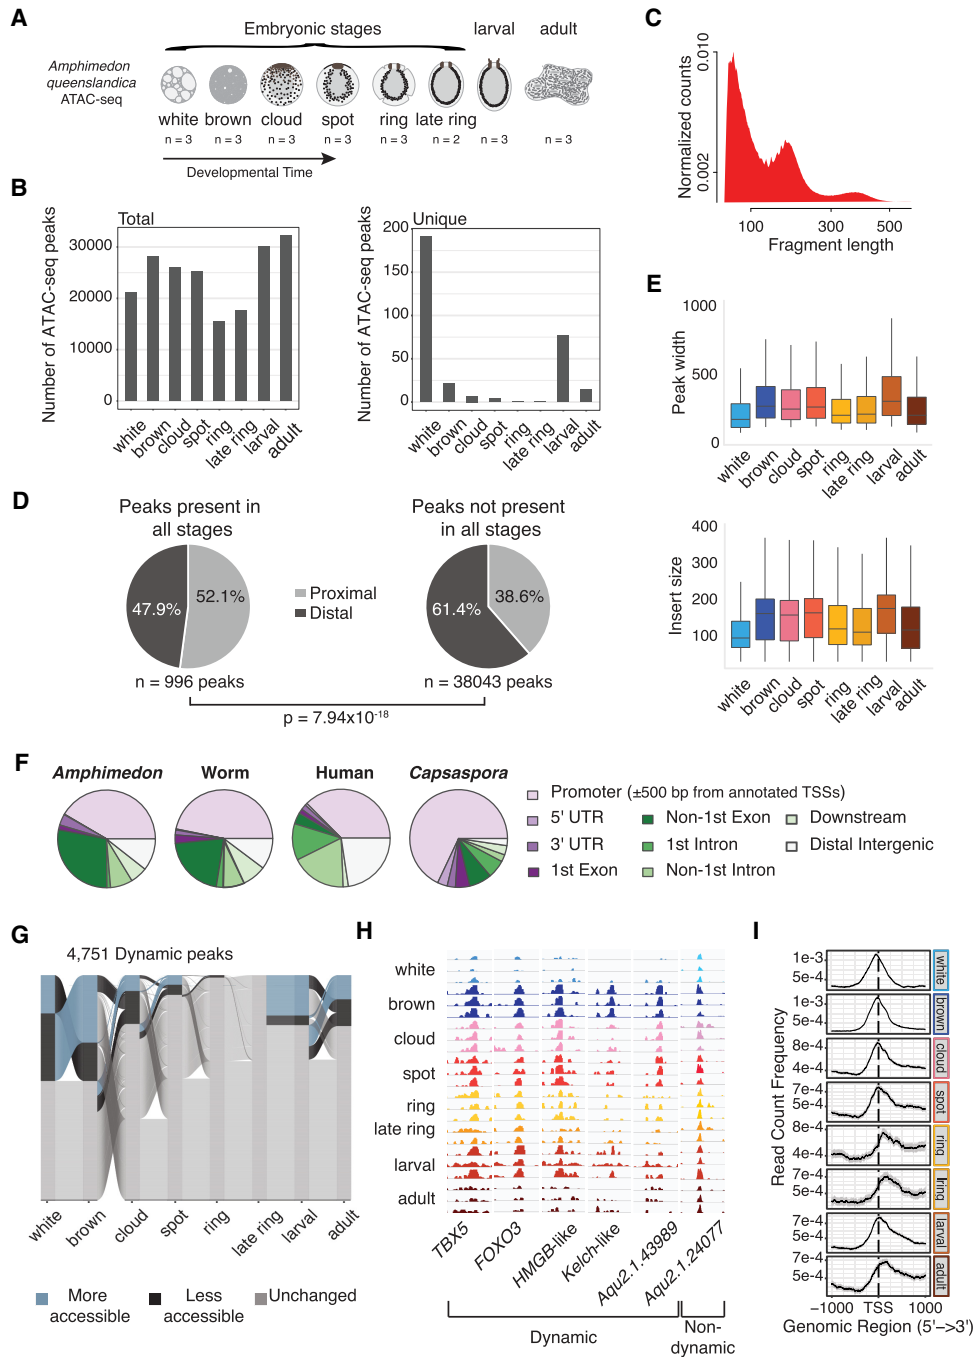 A
Embryonic stages
larval
adult
Amphimedon
queenslandica
ATAC-seq
white
brown
cloud
spot
ring
late ring
n = 3
n = 3
n = 3
n = 3
n = 3
n = 2
n = 3
n = 3
Developmental Time
B
Total
Number of ATAC-seq peaks
30000
20000
10000
0
white
brown
cloud
spot
ring
late ring
larval
adult
Unique
Number of ATAC-seq peaks
200
150
100
50
0
white
brown
cloud
spot
ring
late ring
larval
adult
C
Normalized counts
0.010
0.002
100
300
500
Fragment length
D
Peaks present in
all stages
47.9%
52.1%
n = 996 peaks
Proximal
Distal
Peaks not present
in all stages
61.4%
38.6%
n = 38043 peaks
p = 7.94x10-18
E
Peak width
1000
500
0
white
brown
cloud
spot
ring
late ring
larval
adult
Insert size
400
300
200
100
white
brown
cloud
spot
ring
late ring
larval
adult
F
Amphimedon
Worm
Human
Capsaspora
Promoter (±500 bp from annotated TSSs)
5' UTR
Non-1st Exon
Downstream
3' UTR
1st Intron
Distal Intergenic
1st Exon
Non-1st Intron
G
4,751 Dynamic peaks
white
brown
cloud
spot
ring
late ring
larval
adult
More
accessible
Less
accessible
Unchanged
H
white
brown
cloud
spot
ring
late ring
larval
adult
TBX5
FOXO3
HMGB-like
Kelch-like
Aqu2.1.43989
Aqu2.1.24077
Dynamic
Non-
dynamic
I
Read Count Frequency
1e-3
5e-4
white
1e-3
5e-4
brown
8e-4
4e-4
cloud
7e-4
5e-4
spot
8e-4
4e-4
ring
7e-4
5e-4
lring
7e-4
5e-4
larval
7e-4
5e-4
adult
−1000
TSS
1000
Genomic Region (5'−>3')